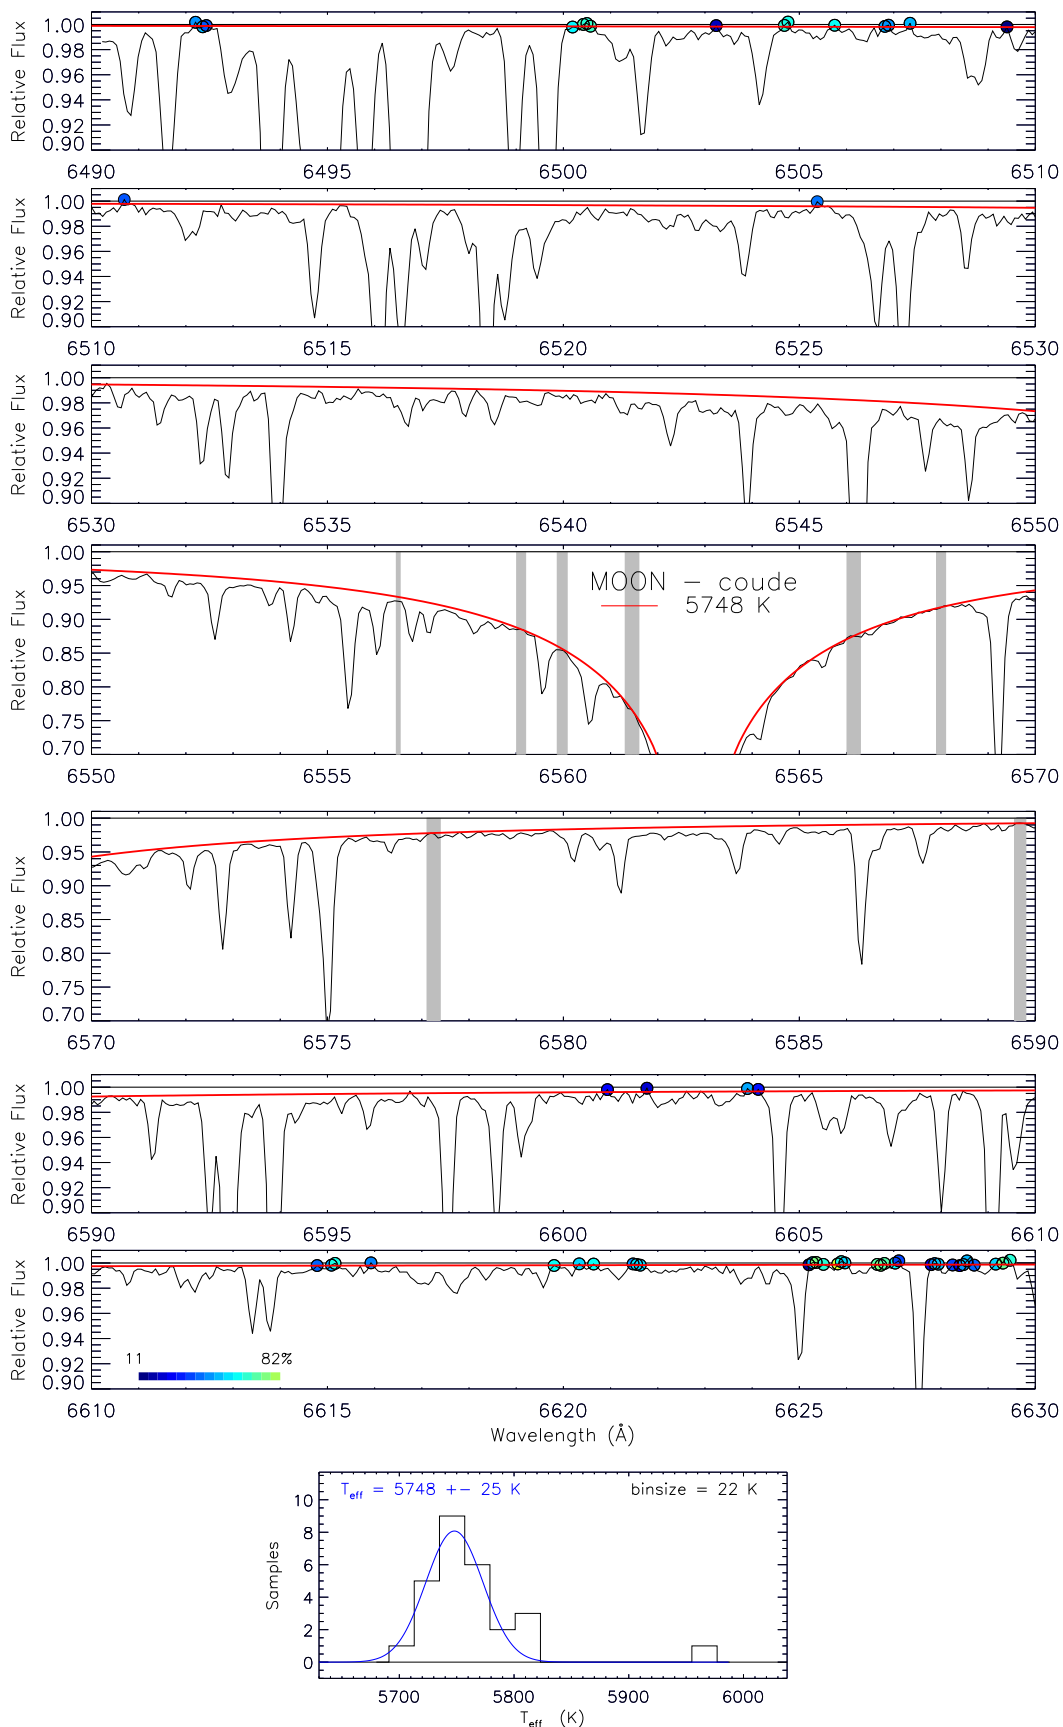 Relative Flux
1.00
0.98
0.96
0.94
0.92
0.90
6490 6495 6500 6505 6510
Relative Flux
1.00
0.98
0.96
0.94
0.92
0.90
6510 6515 6520 6525 6530
Relative Flux
1.00
0.98
0.96
0.94
0.92
0.90
6530 6535 6540 6545 6550
Relative Flux
1.00
0.95
0.90
0.85
0.80
0.75
0.70
MOON – coude
5748 K
6550 6555 6560 6565 6570
Relative Flux
1.00
0.95
0.90
0.85
0.80
0.75
0.70
6570 6575 6580 6585 6590
Relative Flux
1.00
0.98
0.96
0.94
0.92
0.90
6590 6595 6600 6605 6610
Relative Flux
1.00
0.98
0.96
0.94
0.92
0.90
11 82%
6610 6615 6620 6625 6630
Wavelength (Å)
T_eff = 5748 +– 25 K
binsize = 22 K
Samples
10
8
6
4
2
0
5700 5800 5900 6000
T_eff (K)